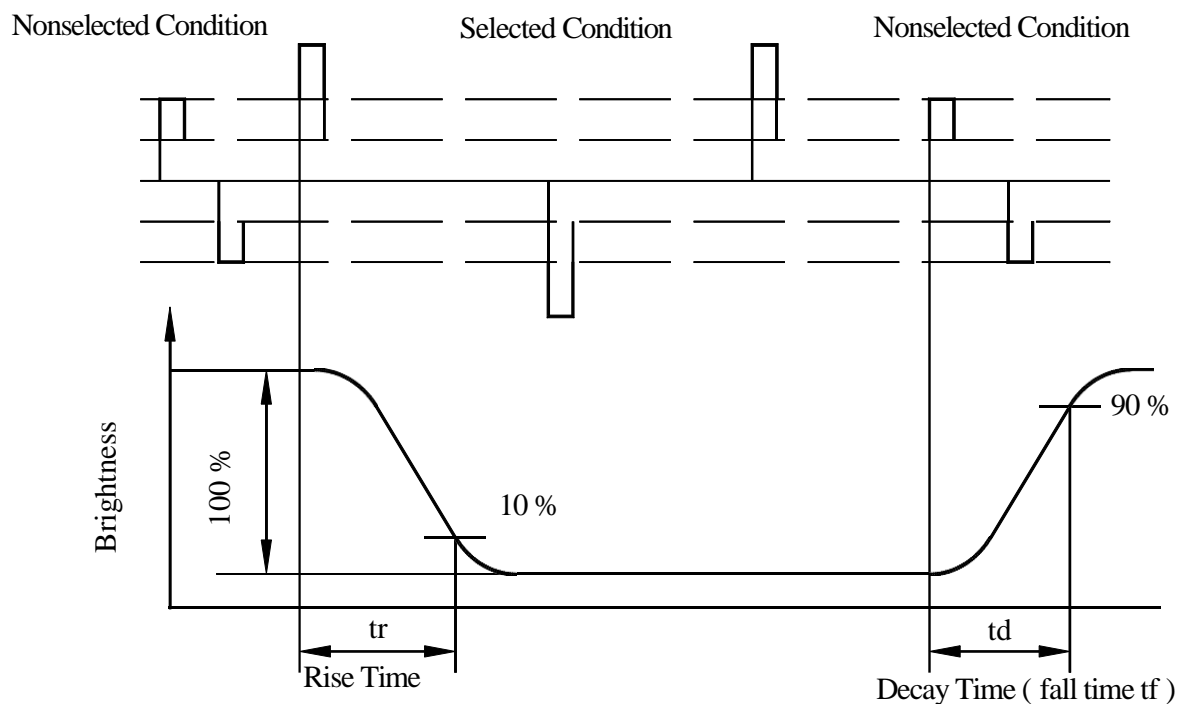 Nonselected Condition
Selected Condition
Nonselected Condition
Brightness
100 %
10 %
90 %
tr
Rise Time
td
Decay Time ( fall time tf )